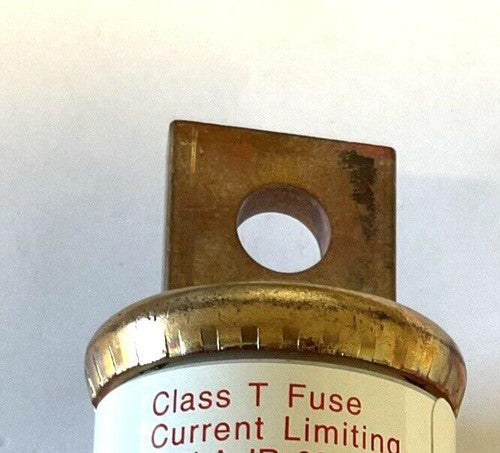 Class T Fuse
Current Limiting